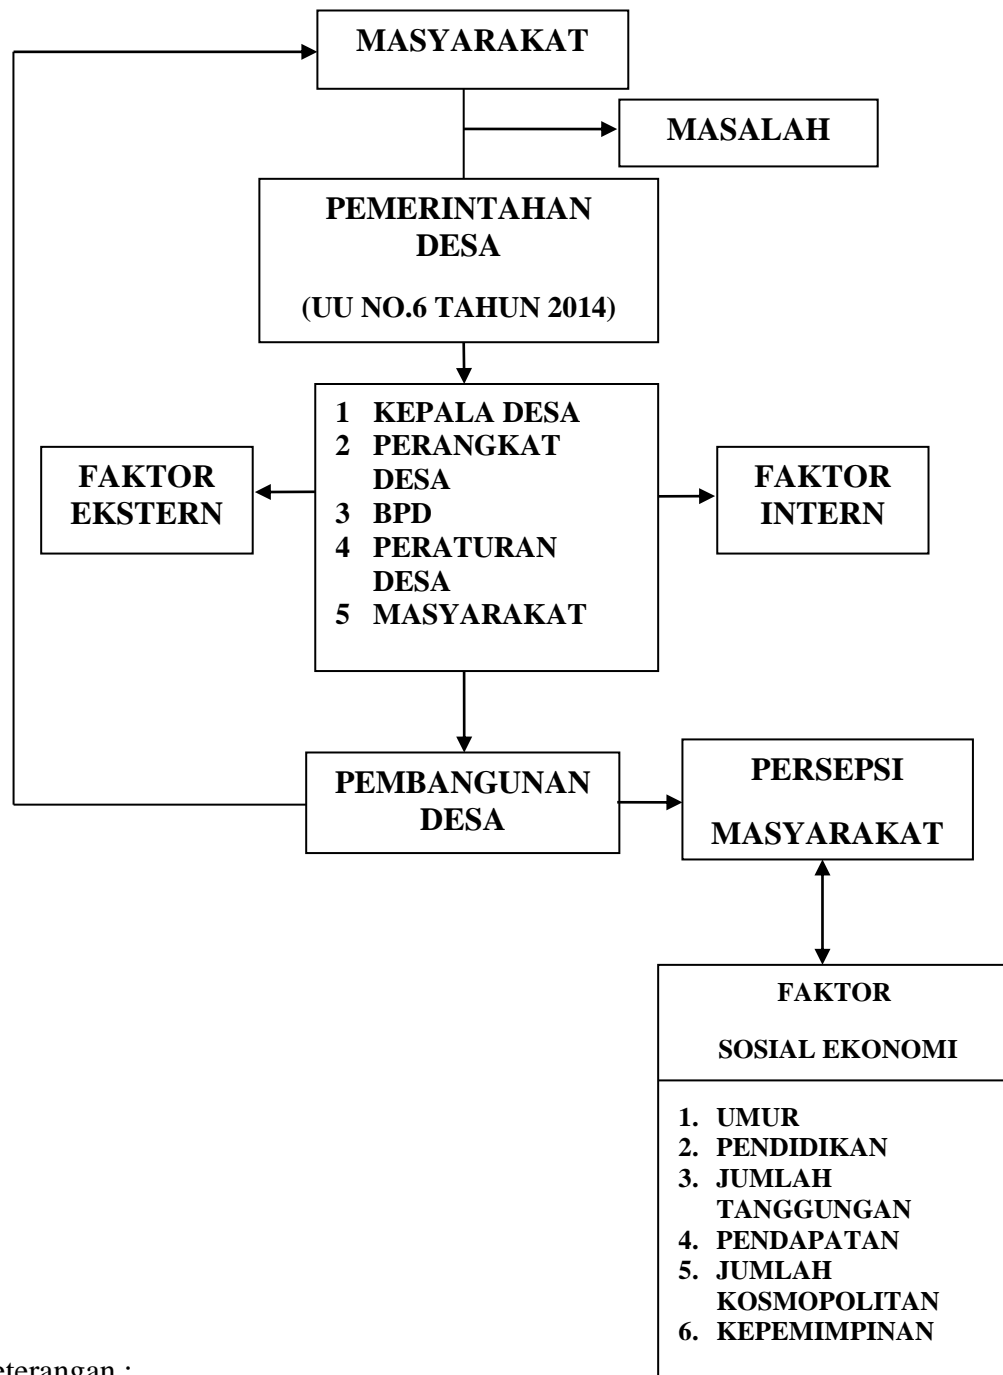 MASYARAKAT
MASALAH
PEMERINTAHAN
DESA
(UU NO.6 TAHUN 2014)
1 KEPALA DESA
2 PERANGKAT
DESA
3 BPD
4 PERATURAN
DESA
5 MASYARAKAT
FAKTOR
EKSTERN
FAKTOR
INTERN
PEMBANGUNAN
DESA
PERSEPSI
MASYARAKAT
FAKTOR
SOSIAL EKONOMI
1. UMUR
2. PENDIDIKAN
3. JUMLAH
TANGGUNGAN
4. PENDAPATAN
5. JUMLAH
KOSMOPOLITAN
6. KEPEMIMPINAN
eterangan :